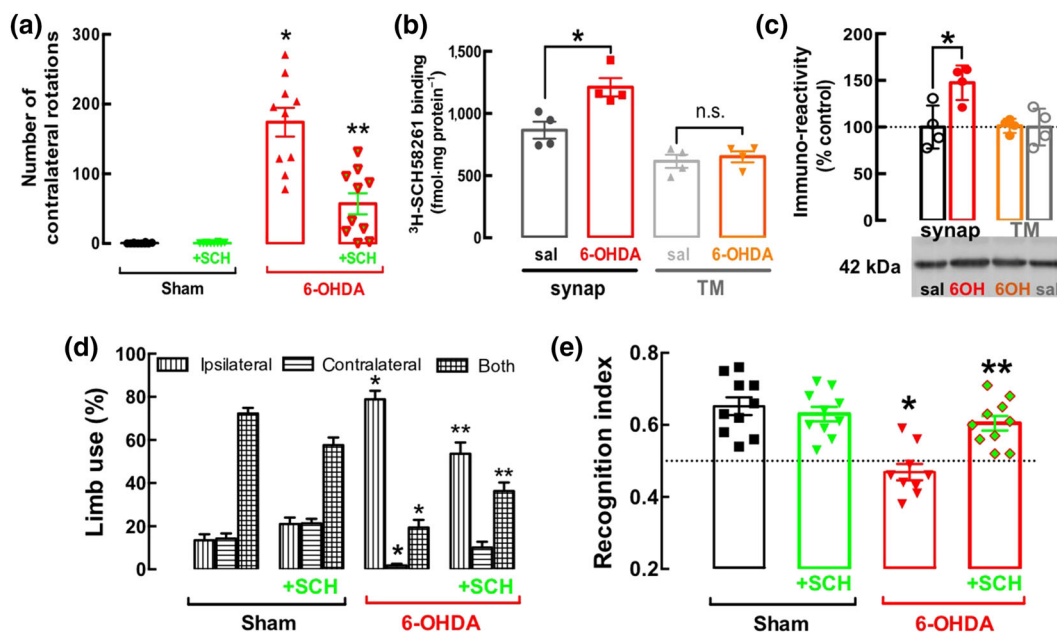 (a)
Number of
contralateral rotations
300
200
100
0
*
**
+SCH
+SCH
Sham
6-OHDA
(b)
³H-SCH58261 binding
(fmol·mg protein⁻¹)
1,500
1,000
500
0
*
n.s.
sal
6-OHDA
sal
6-OHDA
synap
TM
(c)
Immuno-reactivity
(% control)
200
150
100
50
0
*
synap
TM
42 kDa
sal
6OH
6OH
sal
(d)
Limb use (%)
100
80
60
40
20
0
Ipsilateral
Contralateral
Both
*
*
*
**
**
+SCH
+SCH
Sham
6-OHDA
(e)
Recognition index
0.8
0.6
0.4
0.2
*
**
+SCH
+SCH
Sham
6-OHDA